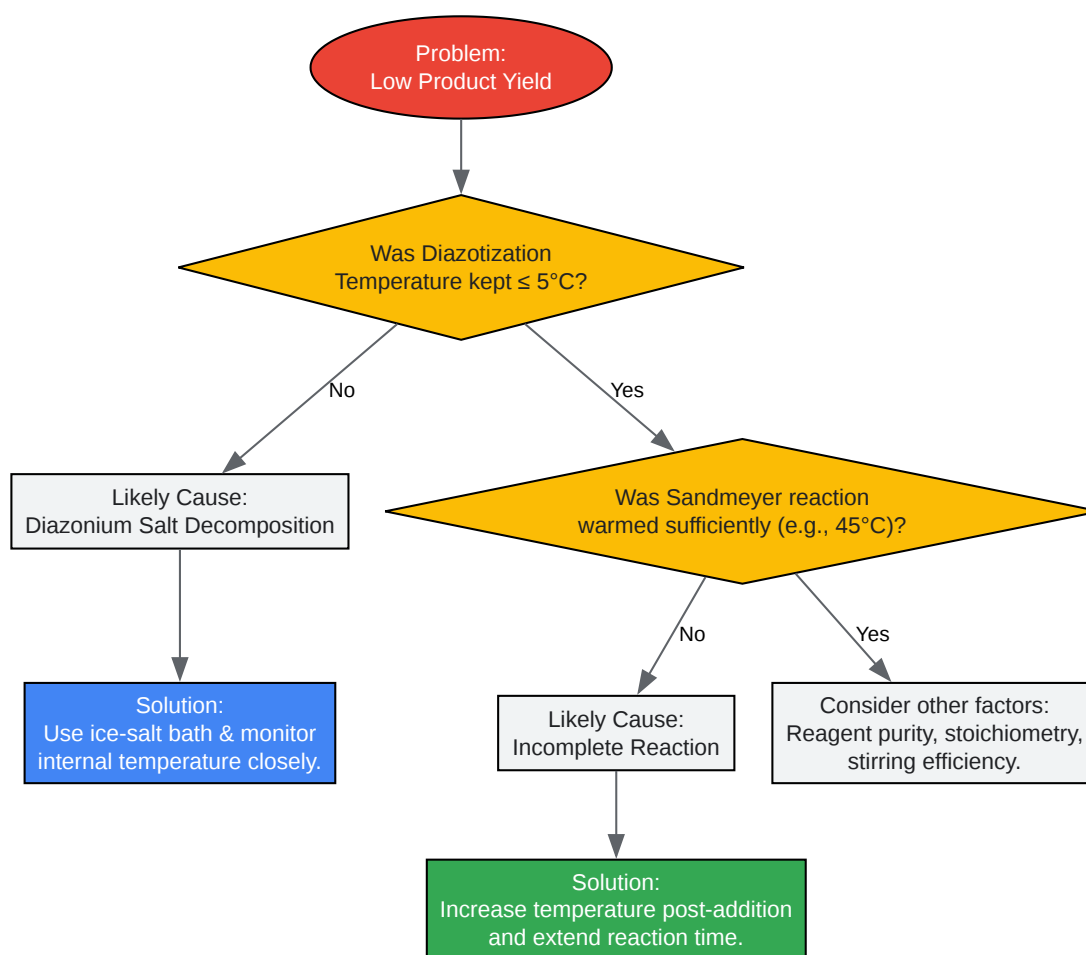 Problem:
Low Product Yield
Was Diazotization
Temperature kept ≤ 5°C?
No
Yes
Likely Cause:
Diazonium Salt Decomposition
Was Sandmeyer reaction
warmed sufficiently (e.g., 45°C)?
No
Yes
Solution:
Use ice-salt bath & monitor
internal temperature closely.
Likely Cause:
Incomplete Reaction
Consider other factors:
Reagent purity, stoichiometry,
stirring efficiency.
Solution:
Increase temperature post-addition
and extend reaction time.